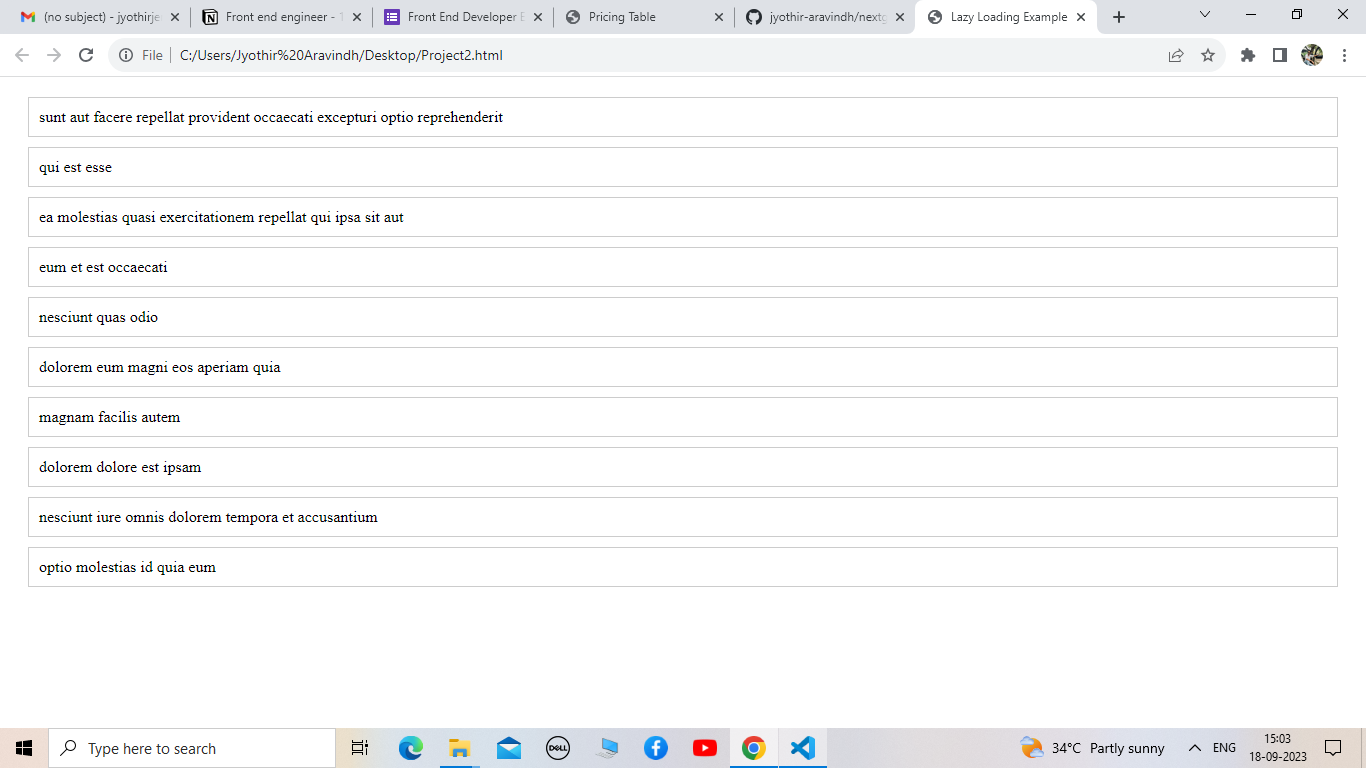 (no subject) - jyothirje
Front end engineer - T
Front End Developer E
Pricing Table
jyothir-aravindh/nextg
Lazy Loading Example
File
C:/Users/Jyothir%20Aravindh/Desktop/Project2.html
sunt aut facere repellat provident occaecati excepturi optio reprehenderit
qui est esse
ea molestias quasi exercitationem repellat qui ipsa sit aut
eum et est occaecati
nesciunt quas odio
dolorem eum magni eos aperiam quia
magnam facilis autem
dolorem dolore est ipsam
nesciunt iure omnis dolorem tempora et accusantium
optio molestias id quia eum
Type here to search
DELL
34°C Partly sunny
ENG
15:03
18-09-2023